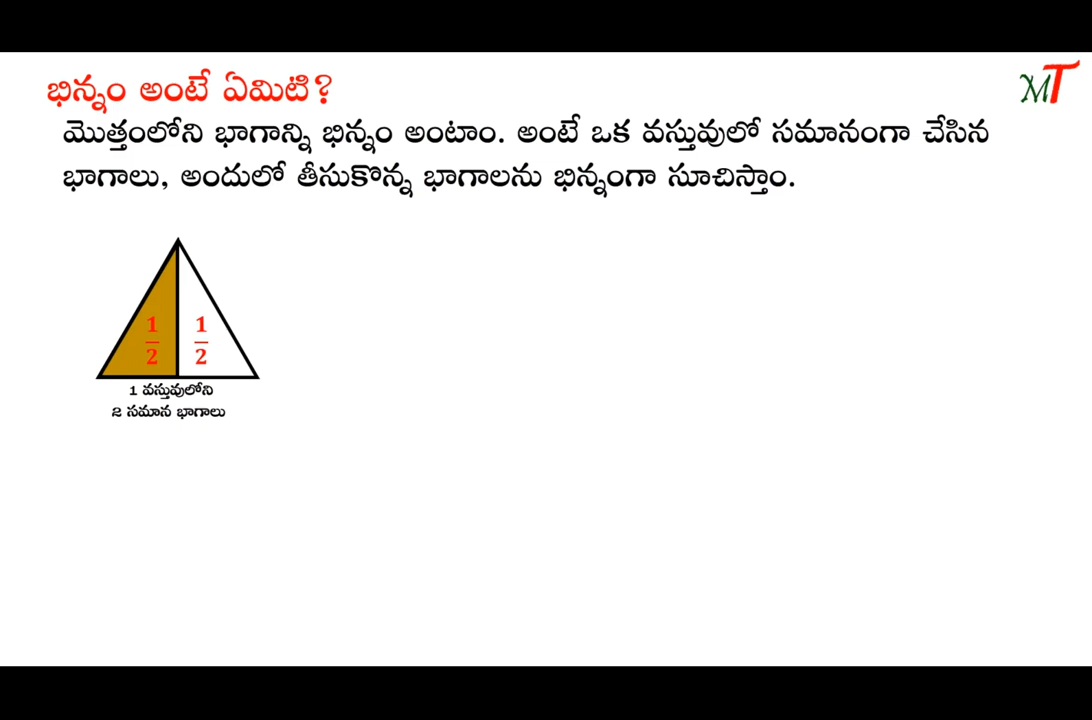 భిన్నం అంటే ఏమిటి?
MT
మొత్తంలోని భాగాన్ని భిన్నం అంటాం. అంటే ఒక వస్తువులో సమానంగా చేసిన
భాగాలు, అందులో తీసుకొన్న భాగాలను భిన్నంగా సూచిస్తాం.
1 1
2 2
1 వస్తువులోని
2 సమాన భాగాలు